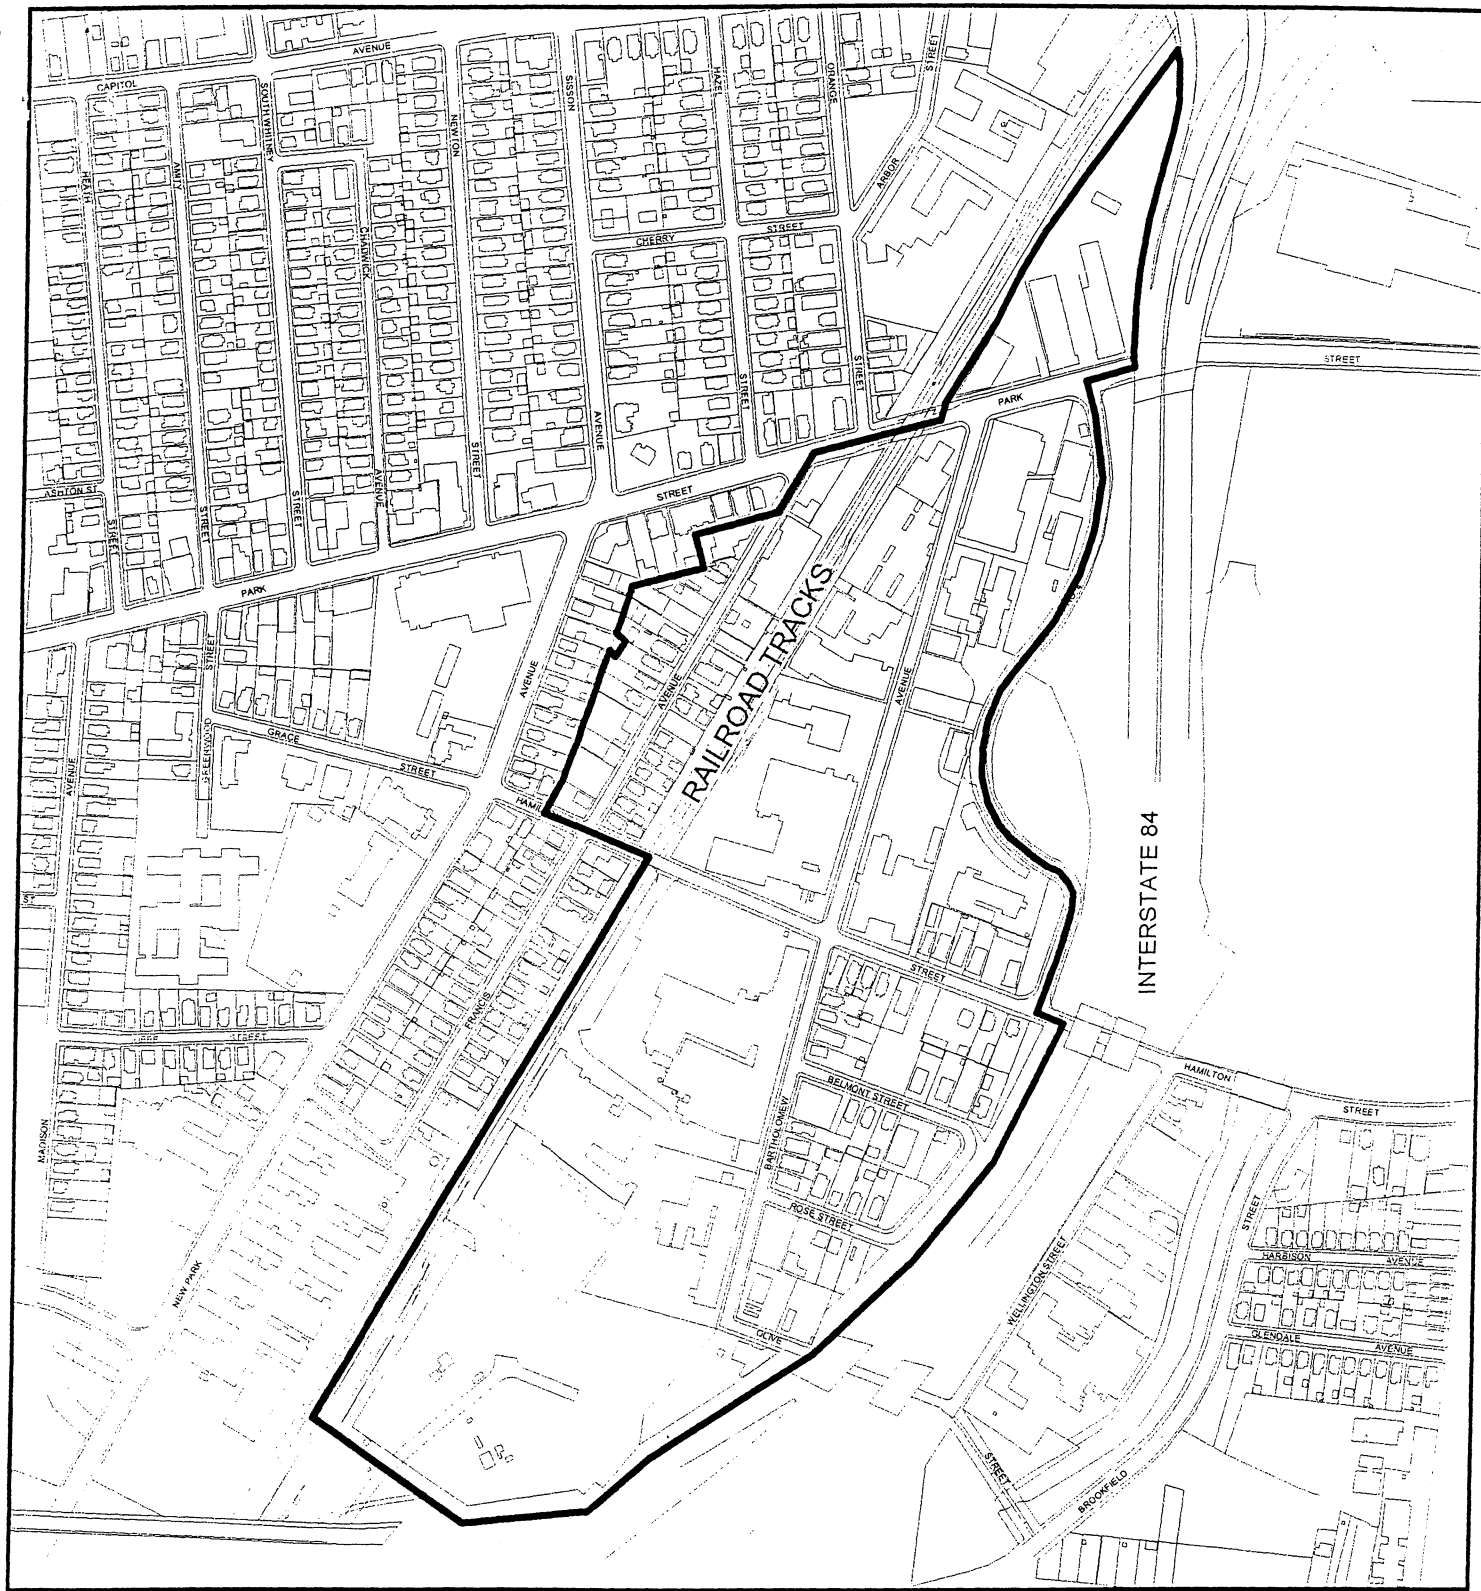 AVENUE
CAPITOL
HEATH
AMITY
SOUTH WHITNEY
NEWTON
SISSON
HAZEL
ORANGE
STREET
ARBOR
CHADWICK
CHERRY
STREET
STREET
STREET
STREET
AVENUE
STREET
PARK
ASHTON ST
STREET
STREET
STREET
AVENUE
STREET
PARK
STREET
GREENWOOD
AVENUE
GRACE
STREET
AVENUE
AVENUE
RAILROAD TRACKS
AVENUE
INTERSTATE 84
FRANCIS
STREET
STREET
MADISON
NEW PARK
BARTHOLOMEW
BELMONT STREET
ROSE STREET
OLIVE
HAMILTON
STREET
WELLINGTON STREET
STREET
HARBISON
AVENUE
GLENDALE
AVENUE
STREET
BROOKFIELD